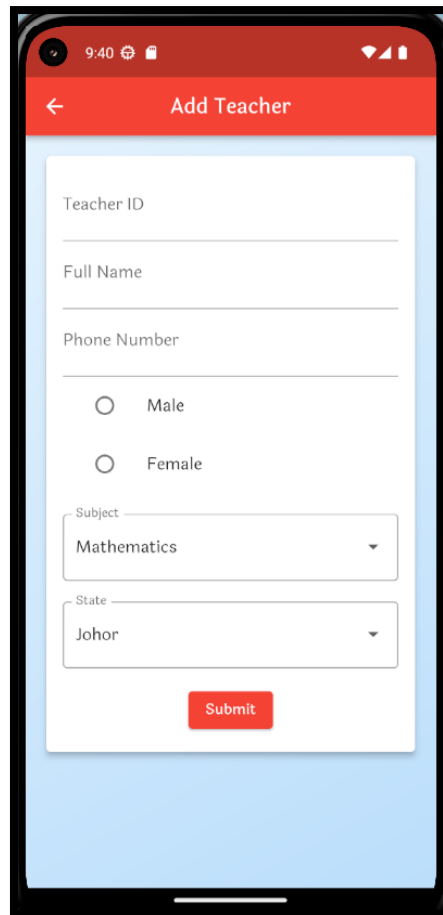 9:40
Add Teacher
Teacher ID
Full Name
Phone Number
Male
Female
Subject
Mathematics
State
Johor
Submit